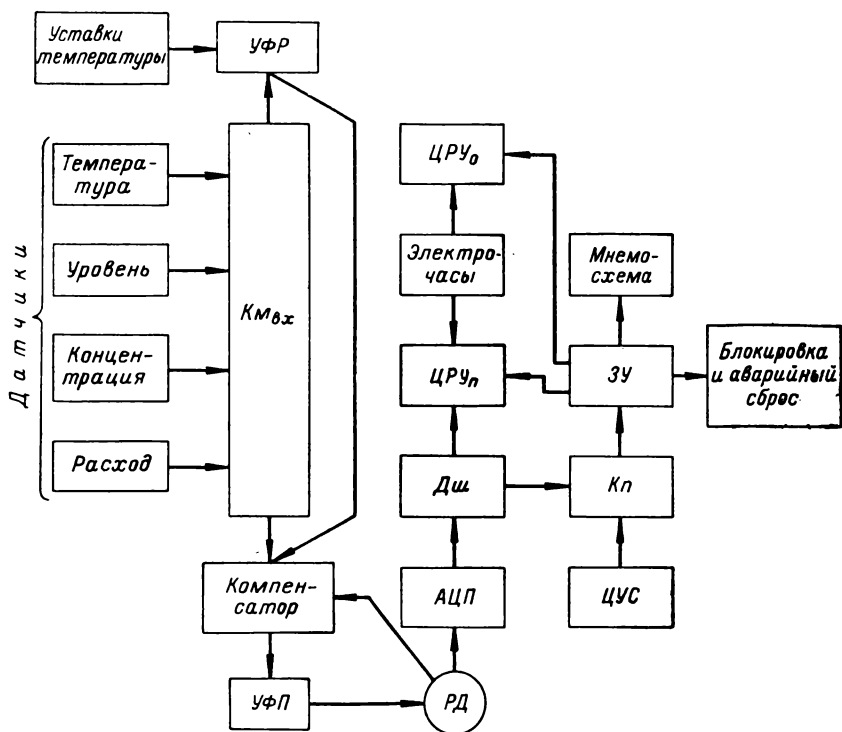 Уставки
температуры
УФР
Датчики
Темпера-
тура
Уровень
Концен-
трация
Расход
Км_вх
Компен-
сатор
УФП
РД
ЦРУ_о
Электро-
часы
ЦРУ_п
Дш
АЦП
Мнемо-
схема
ЗУ
Кп
ЦУС
Блокировка
и аварийный
сброс